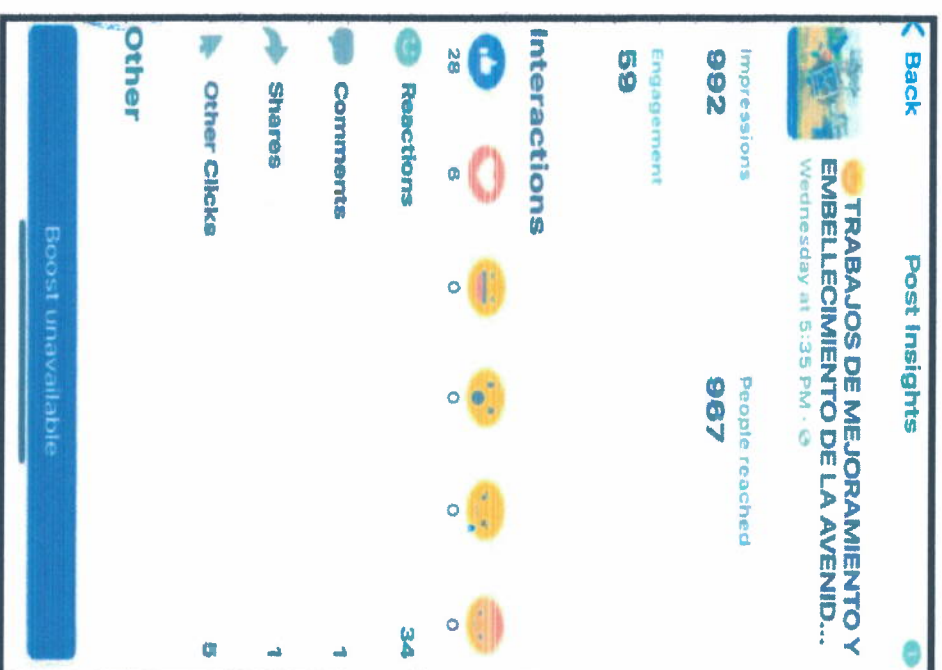 Back
Post Insights
TRABAJOS DE MEJORAMIENTO Y
EMBELLECIMIENTO DE LA AVENID...
Wednesday at 5:35 PM ·
Impressions
992
People reached
987
Engagement
59
Interactions
28 6 0 0 0 0
Reactions 34
Comments 1
Shares 1
Other Clicks 5
Other
Boost unavailable